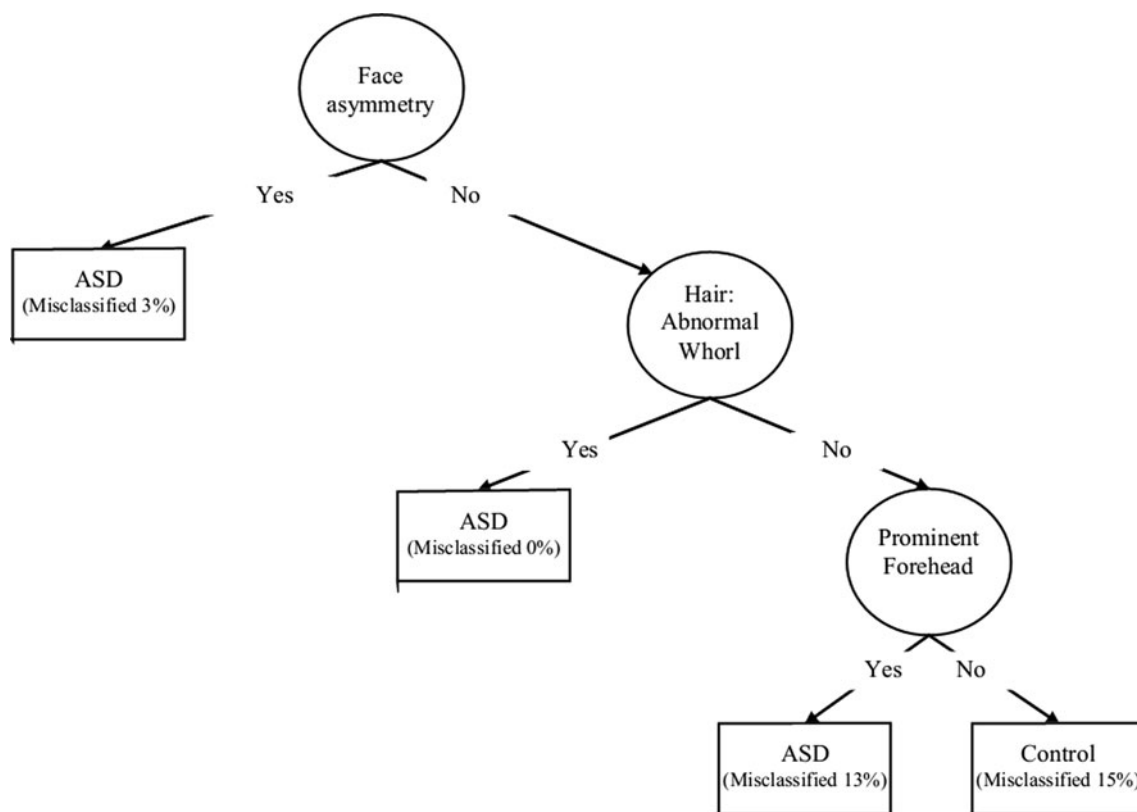 Face
asymmetry
Yes
No
ASD
(Misclassified 3%)
Hair:
Abnormal
Whorl
Yes
No
ASD
(Misclassified 0%)
Prominent
Forehead
Yes
No
ASD
(Misclassified 13%)
Control
(Misclassified 15%)